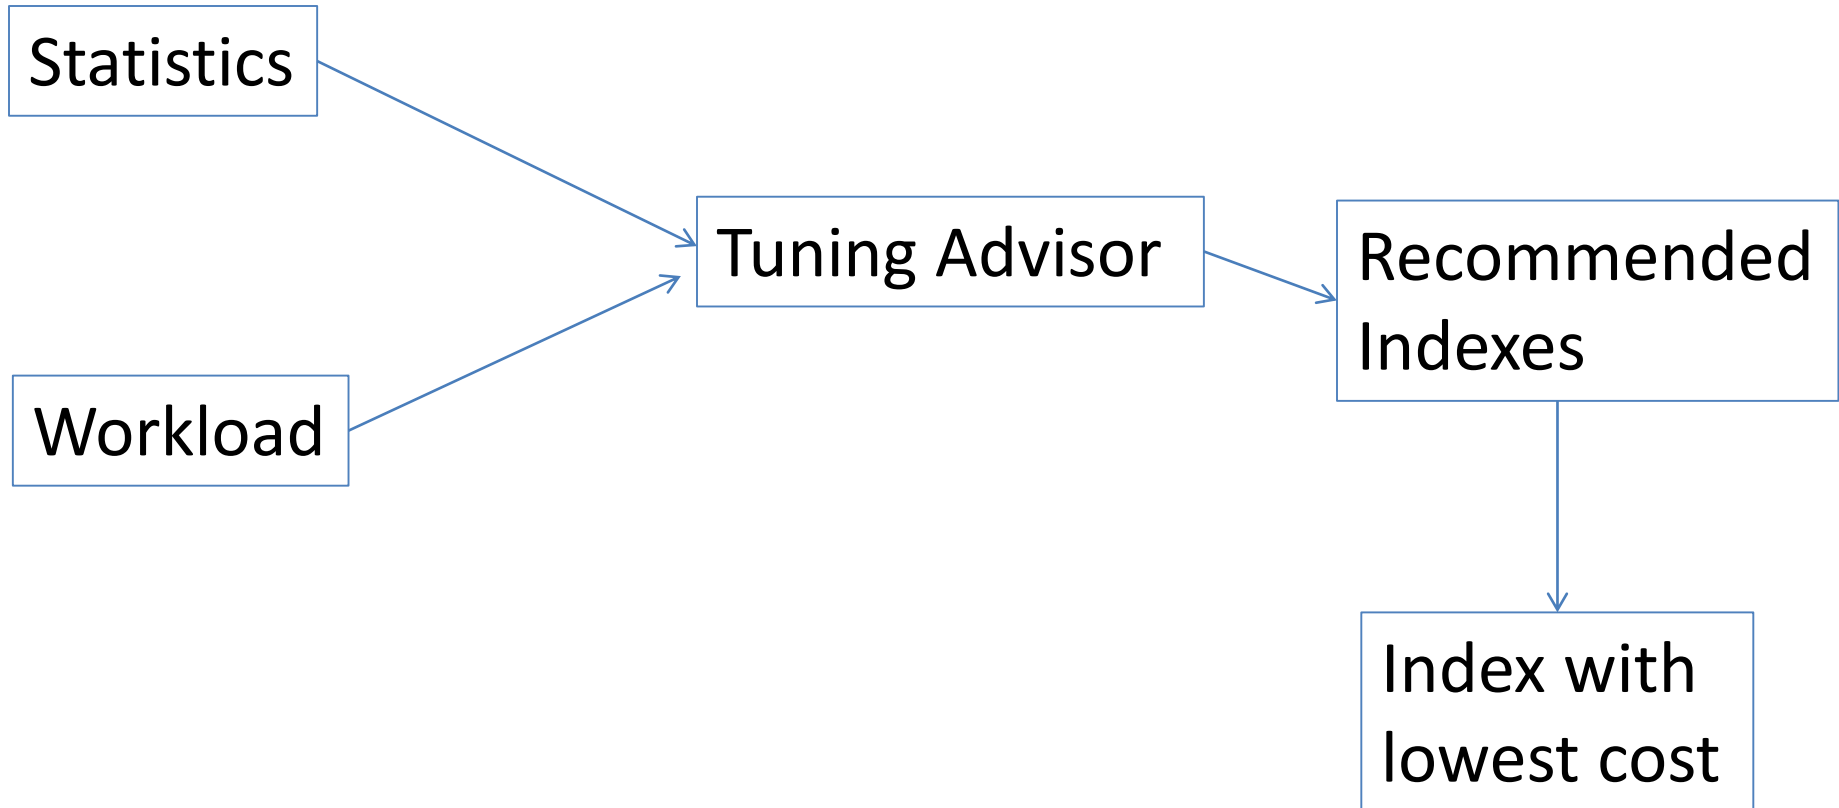 Statistics
Tuning Advisor
Recommended
Indexes
Workload
Index with
lowest cost